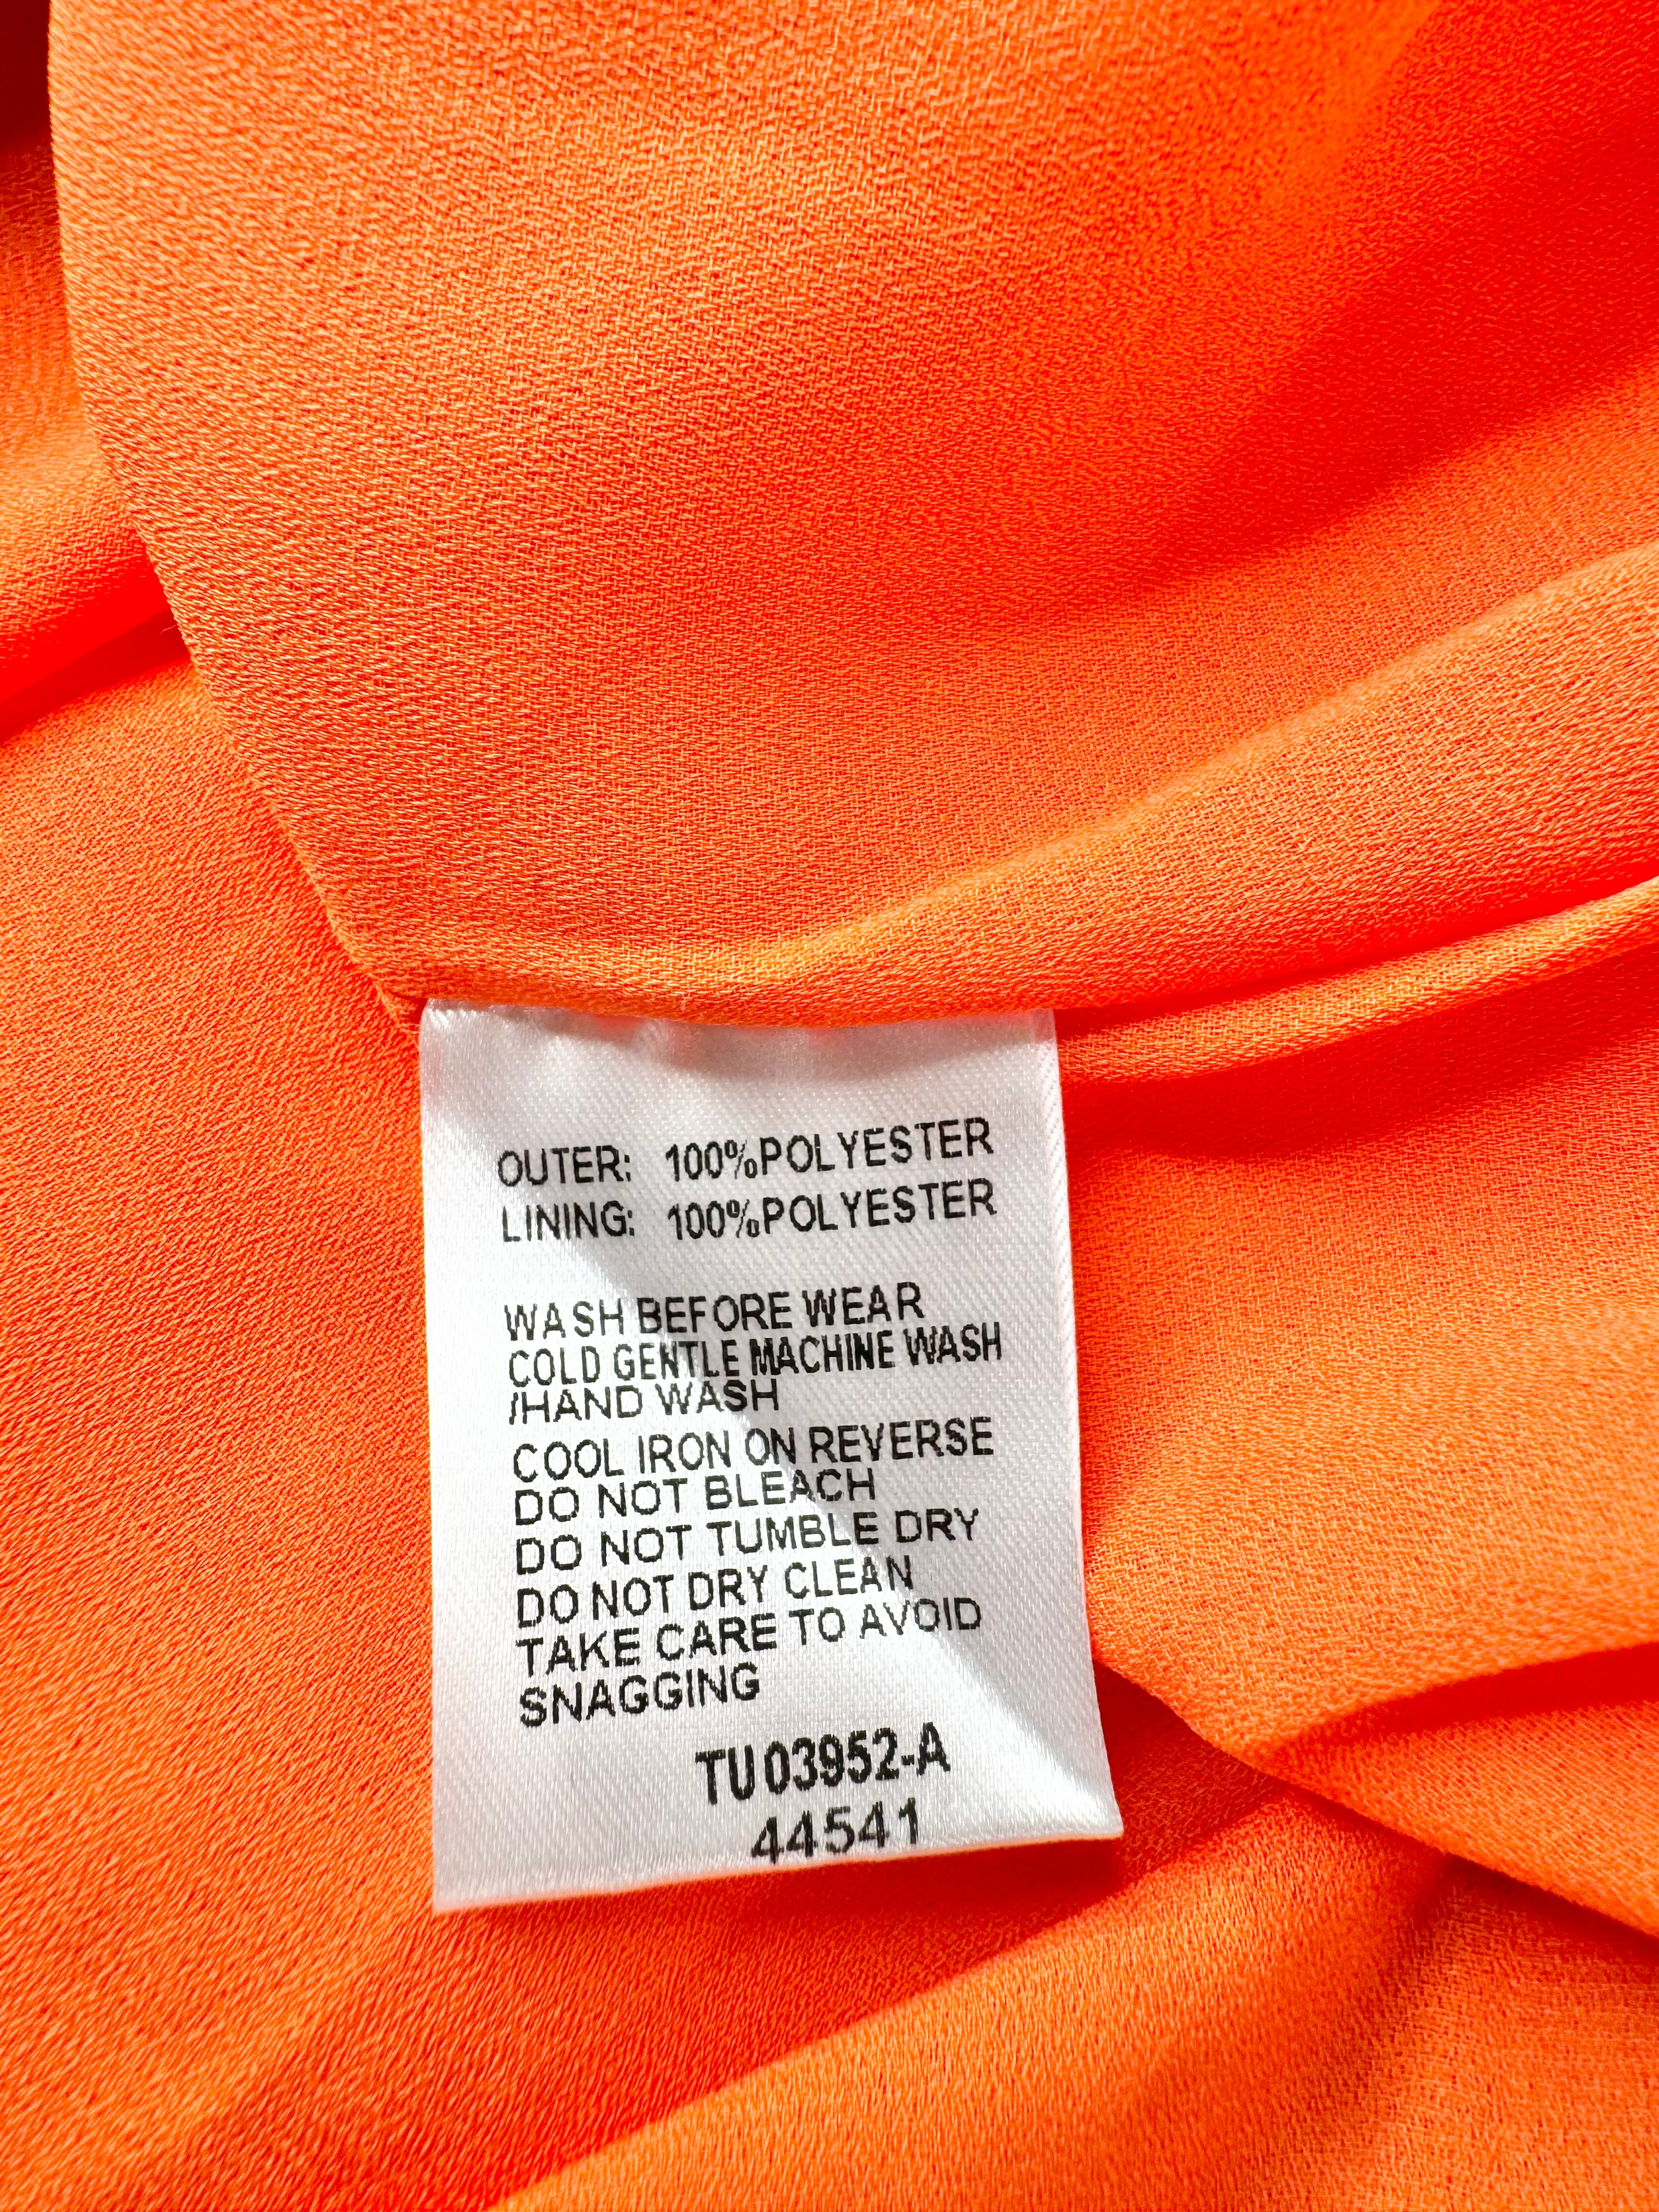 OUTER: 100%POLYESTER
LINING: 100%POLYESTER
WASH BEFORE WEAR
COLD GENTLE MACHINE WASH
/HAND WASH
COOL IRON ON REVERSE
DO NOT BLEACH
DO NOT TUMBLE DRY
DO NOT DRY CLEAN
TAKE CARE TO AVOID
SNAGGING
TU03952-A
44541